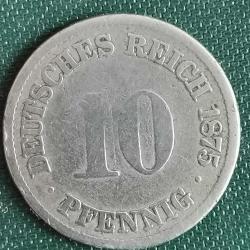 DEUTSCHES REICH 1875
10
· PFENNIG ·